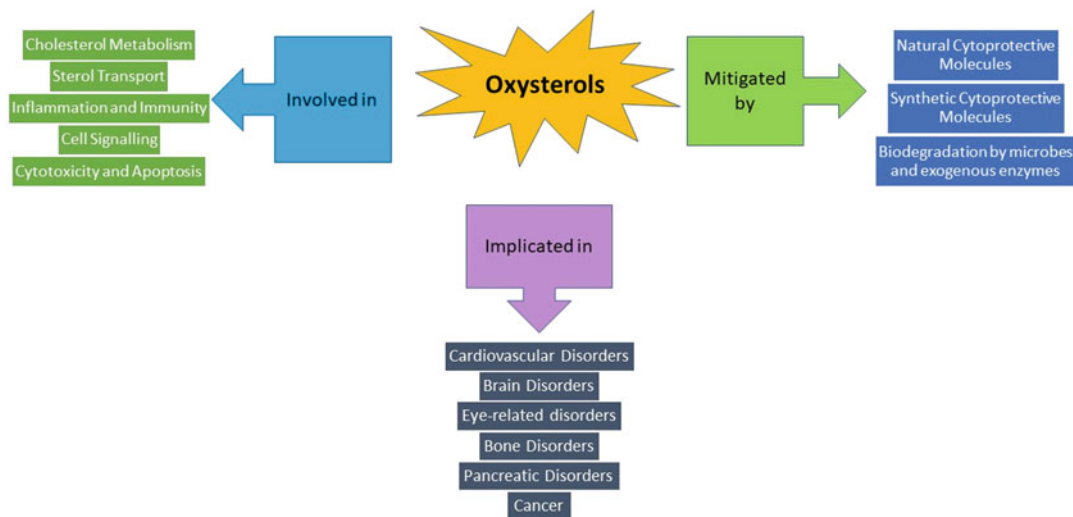 Oxysterols
Involved in
Cholesterol Metabolism
Sterol Transport
Inflammation and Immunity
Cell Signalling
Cytotoxicity and Apoptosis
Mitigated
by
Natural Cytoprotective
Molecules
Synthetic Cytoprotective
Molecules
Biodegradation by microbes
and exogenous enzymes
Implicated in
Cardiovascular Disorders
Brain Disorders
Eye-related disorders
Bone Disorders
Pancreatic Disorders
Cancer